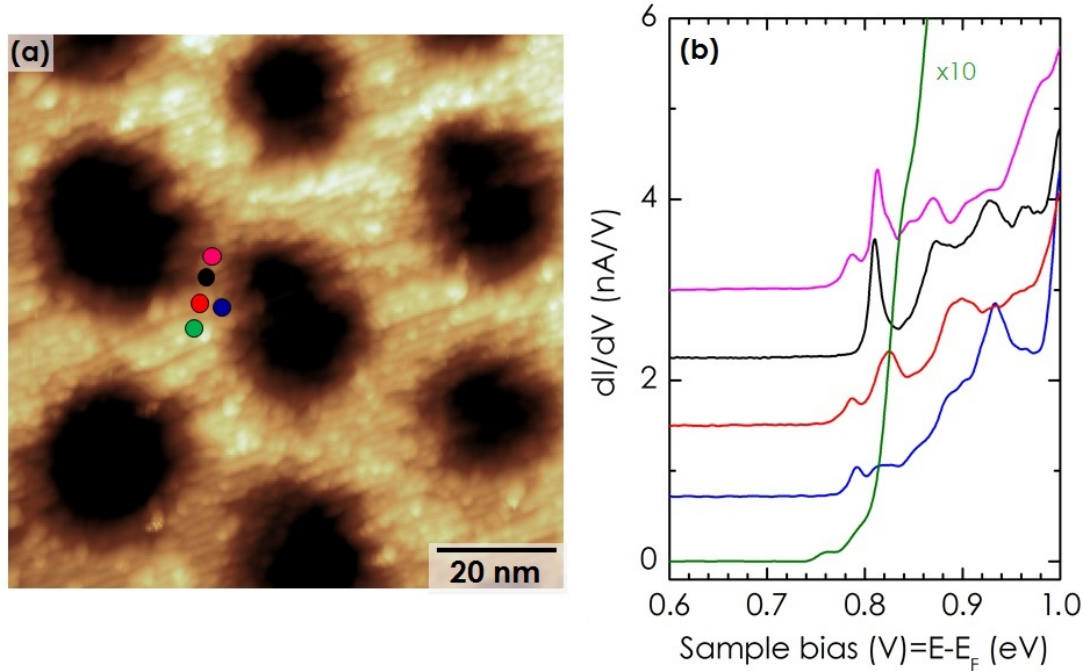 (a)
20 nm
(b)
x10
6
4
2
0
dI/dV (nA/V)
0.6 0.7 0.8 0.9 1.0
Sample bias (V)=E-E_F (eV)